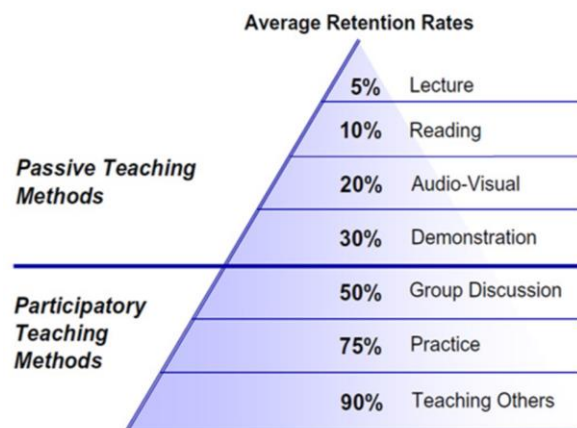 Average Retention Rates
5% Lecture
10% Reading
Passive Teaching
Methods
20% Audio-Visual
30% Demonstration
Participatory
Teaching
Methods
50% Group Discussion
75% Practice
90% Teaching Others